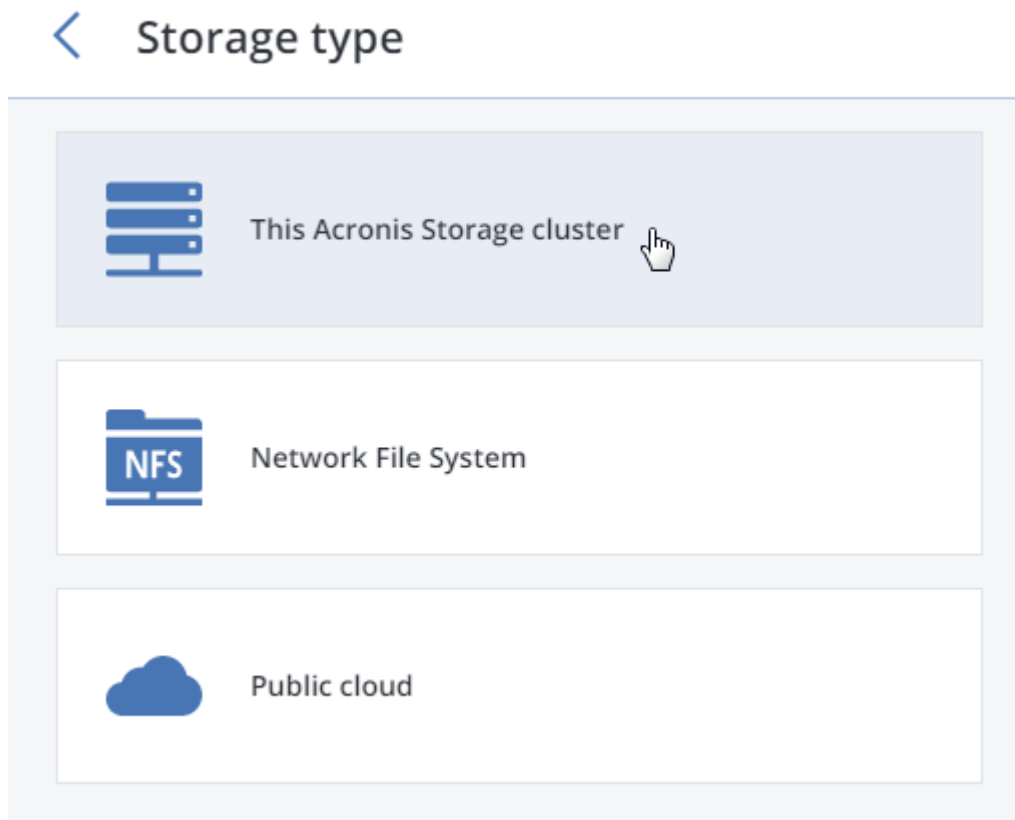 Storage type
This Acronis Storage cluster
NFS
Network File System
Public cloud